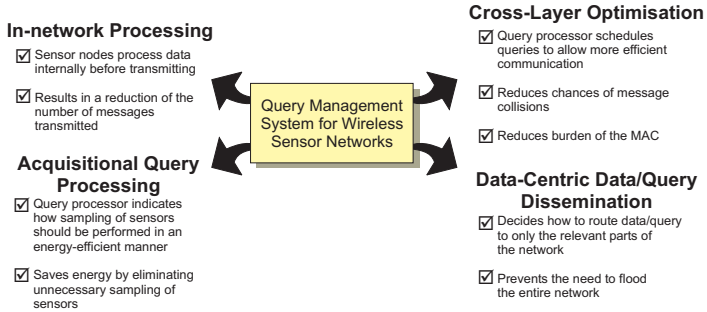 In-network Processing
Sensor nodes process data
internally before transmitting
Results in a reduction of the
number of messages
transmitted
Acquisitional Query
Processing
Query processor indicates
how sampling of sensors
should be performed in an
energy-efficient manner
Saves energy by eliminating
unnecessary sampling of
sensors
Query Management
System for Wireless
Sensor Networks
Cross-Layer Optimisation
Query processor schedules
queries to allow more efficient
communication
Reduces chances of message
collisions
Reduces burden of the MAC
Data-Centric Data/Query
Dissemination
Decides how to route data/query
to only the relevant parts of
the network
Prevents the need to flood
the entire network